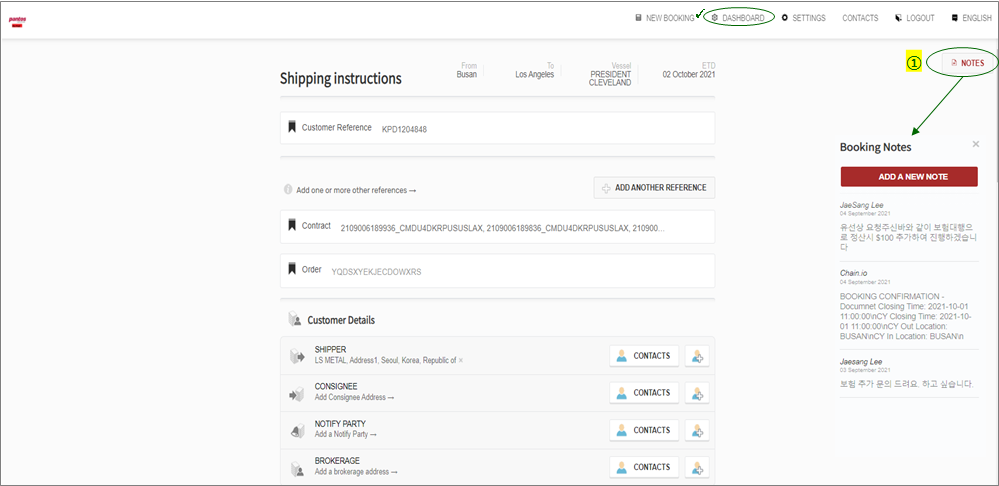 pantos
NEW BOOKING
DASHBOARD
SETTINGS
CONTACTS
LOGOUT
ENGLISH
Shipping instructions
From
Busan
To
Los Angeles
Vessel
PRESIDENT
CLEVELAND
ETD
02 October 2021
①
NOTES
Customer Reference KPD1204848
Add one or more other references →
ADD ANOTHER REFERENCE
Contract 2109006189936_CMDU4DKRPUSUSLAX, 2109006189836_CMDU4DKRPUSUSLAX, 210900...
Order YQDSXYEKJECDOWXRS
Customer Details
SHIPPER
LS METAL, Address1, Seoul, Korea, Republic of
CONTACTS
CONSIGNEE
Add Consignee Address →
CONTACTS
NOTIFY PARTY
Add a Notify Party →
CONTACTS
BROKERAGE
Add a brokerage address →
CONTACTS
Booking Notes ×
ADD A NEW NOTE
JaeSang Lee
04 September 2021
유선상 요청주신바와 같이 보험대행으
로 정산시 $100 추가하여 진행하겠습니
다
Chain.io
04 September 2021
BOOKING CONFIRMATION -
Documnet Closing Time: 2021-10-01
11:00:00\nCY Closing Time: 2021-10-
01 11:00:00\nCY Out Location:
BUSAN\nCY In Location: BUSAN\n
Jaesang Lee
03 September 2021
보험 추가 문의 드려요. 하고 싶습니다.